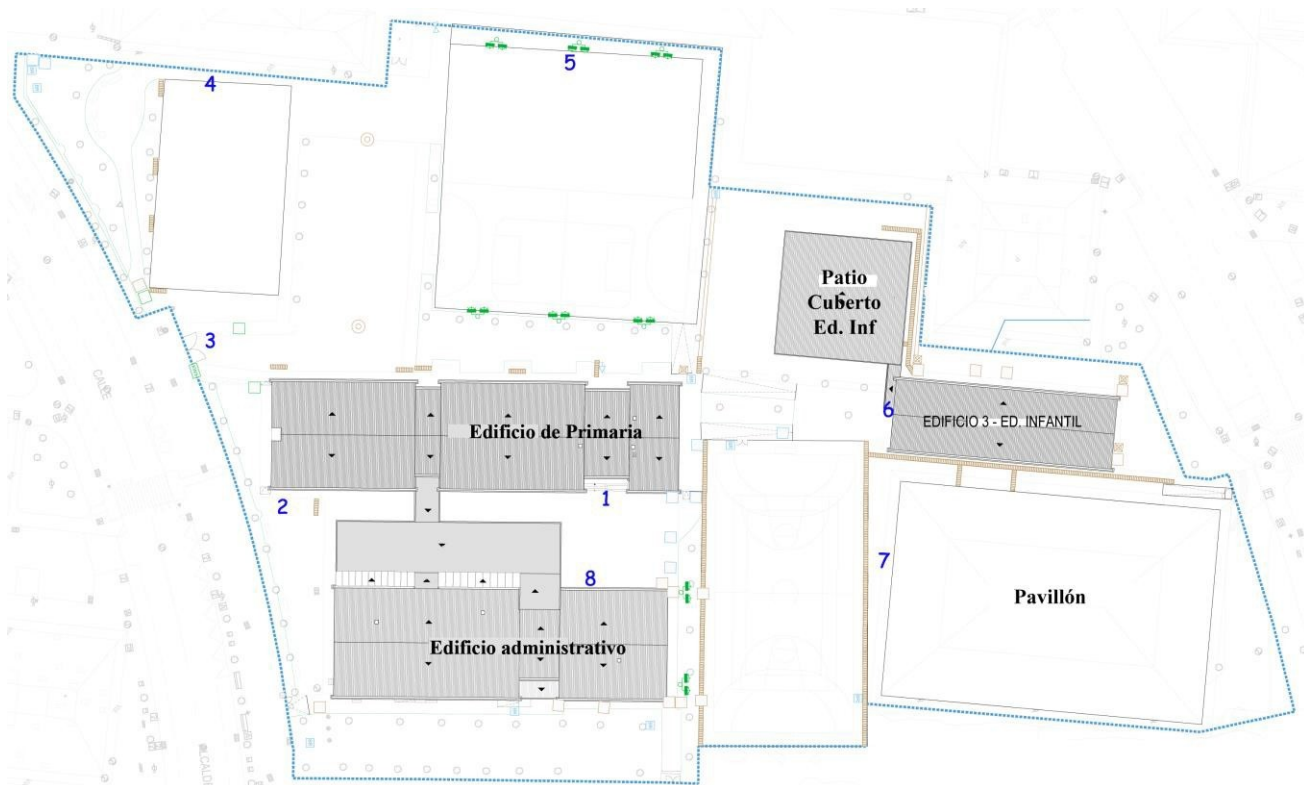 5
4
Patio
Cuberto
Ed. Inf
3
6
EDIFICIO 3 - ED. INFANTIL
Edificio de Primaria
2
1
7
8
Pavillón
Edificio administrativo